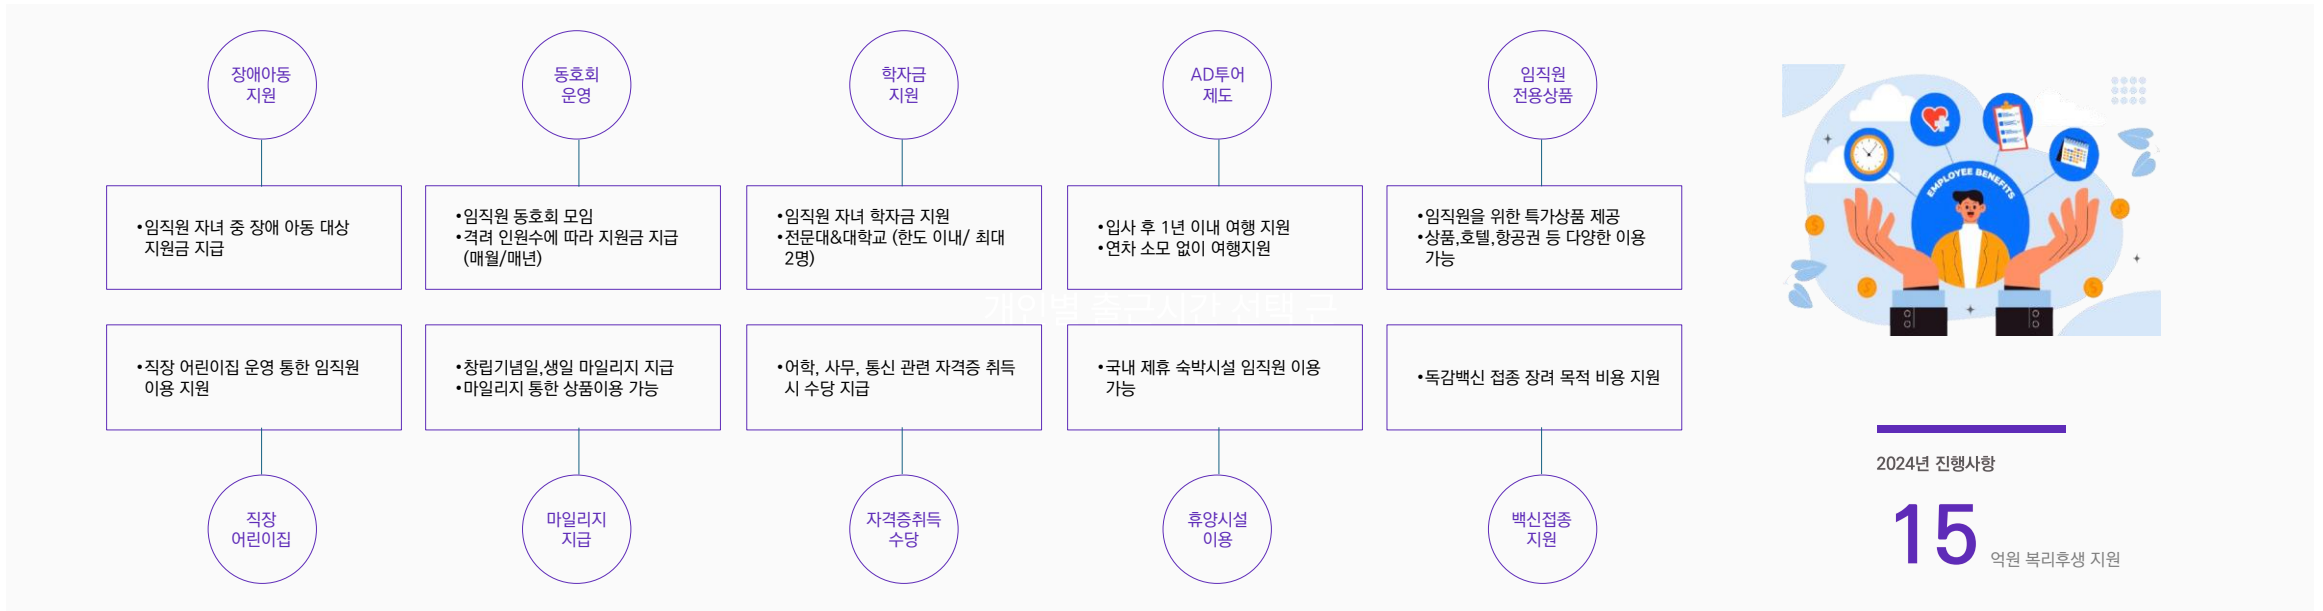 장애아동
지원
동호회
운영
학자금
지원
AD투어
제도
임직원
전용상품
•임직원 자녀 중 장애 아동 대상
지원금 지급
•임직원 동호회 모임
•격려 인원수에 따라 지원금 지급
(매월/매년)
•임직원 자녀 학자금 지원
•전문대&대학교 (한도 이내/ 최대
2명)
•입사 후 1년 이내 여행 지원
•연차 소모 없이 여행지원
•임직원을 위한 특가상품 제공
•상품,호텔,항공권 등 다양한 이용
가능
EMPLOYEE BENEFITS
개인별 출근시간 선택 근
•직장 어린이집 운영 통한 임직원
이용 지원
•창립기념일,생일 마일리지 지급
•마일리지 통한 상품이용 가능
•어학, 사무, 통신 관련 자격증 취득
시 수당 지급
•국내 제휴 숙박시설 임직원 이용
가능
•독감백신 접종 장려 목적 비용 지원
직장
어린이집
마일리지
지급
자격증취득
수당
휴양시설
이용
백신접종
지원
2024년 진행사항
15 억원 복리후생 지원